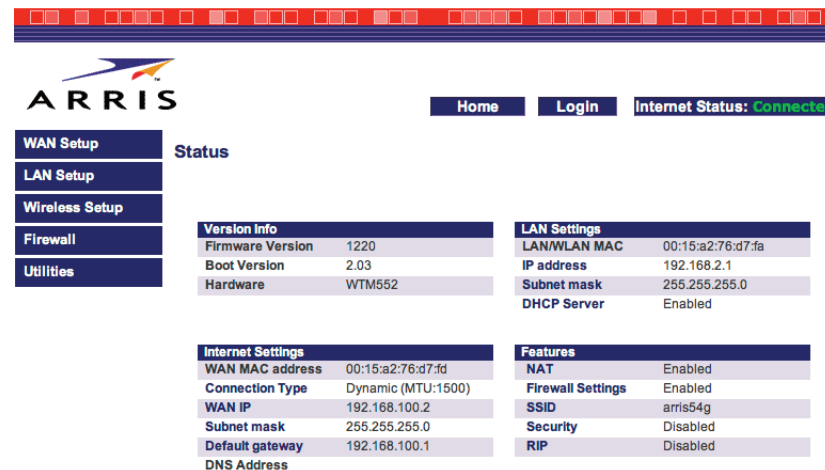 ARRIS
Home Login Internet Status: Connecte
WAN Setup
LAN Setup
Wireless Setup
Firewall
Utilities
Status
Version Info
Firmware Version 1220
Boot Version 2.03
Hardware WTM552
LAN Settings
LAN/WLAN MAC 00:15:a2:76:d7:fa
IP address 192.168.2.1
Subnet mask 255.255.255.0
DHCP Server Enabled
Internet Settings
WAN MAC address 00:15:a2:76:d7:fd
Connection Type Dynamic (MTU:1500)
WAN IP 192.168.100.2
Subnet mask 255.255.255.0
Default gateway 192.168.100.1
DNS Address
Features
NAT Enabled
Firewall Settings Enabled
SSID arris54g
Security Disabled
RIP Disabled